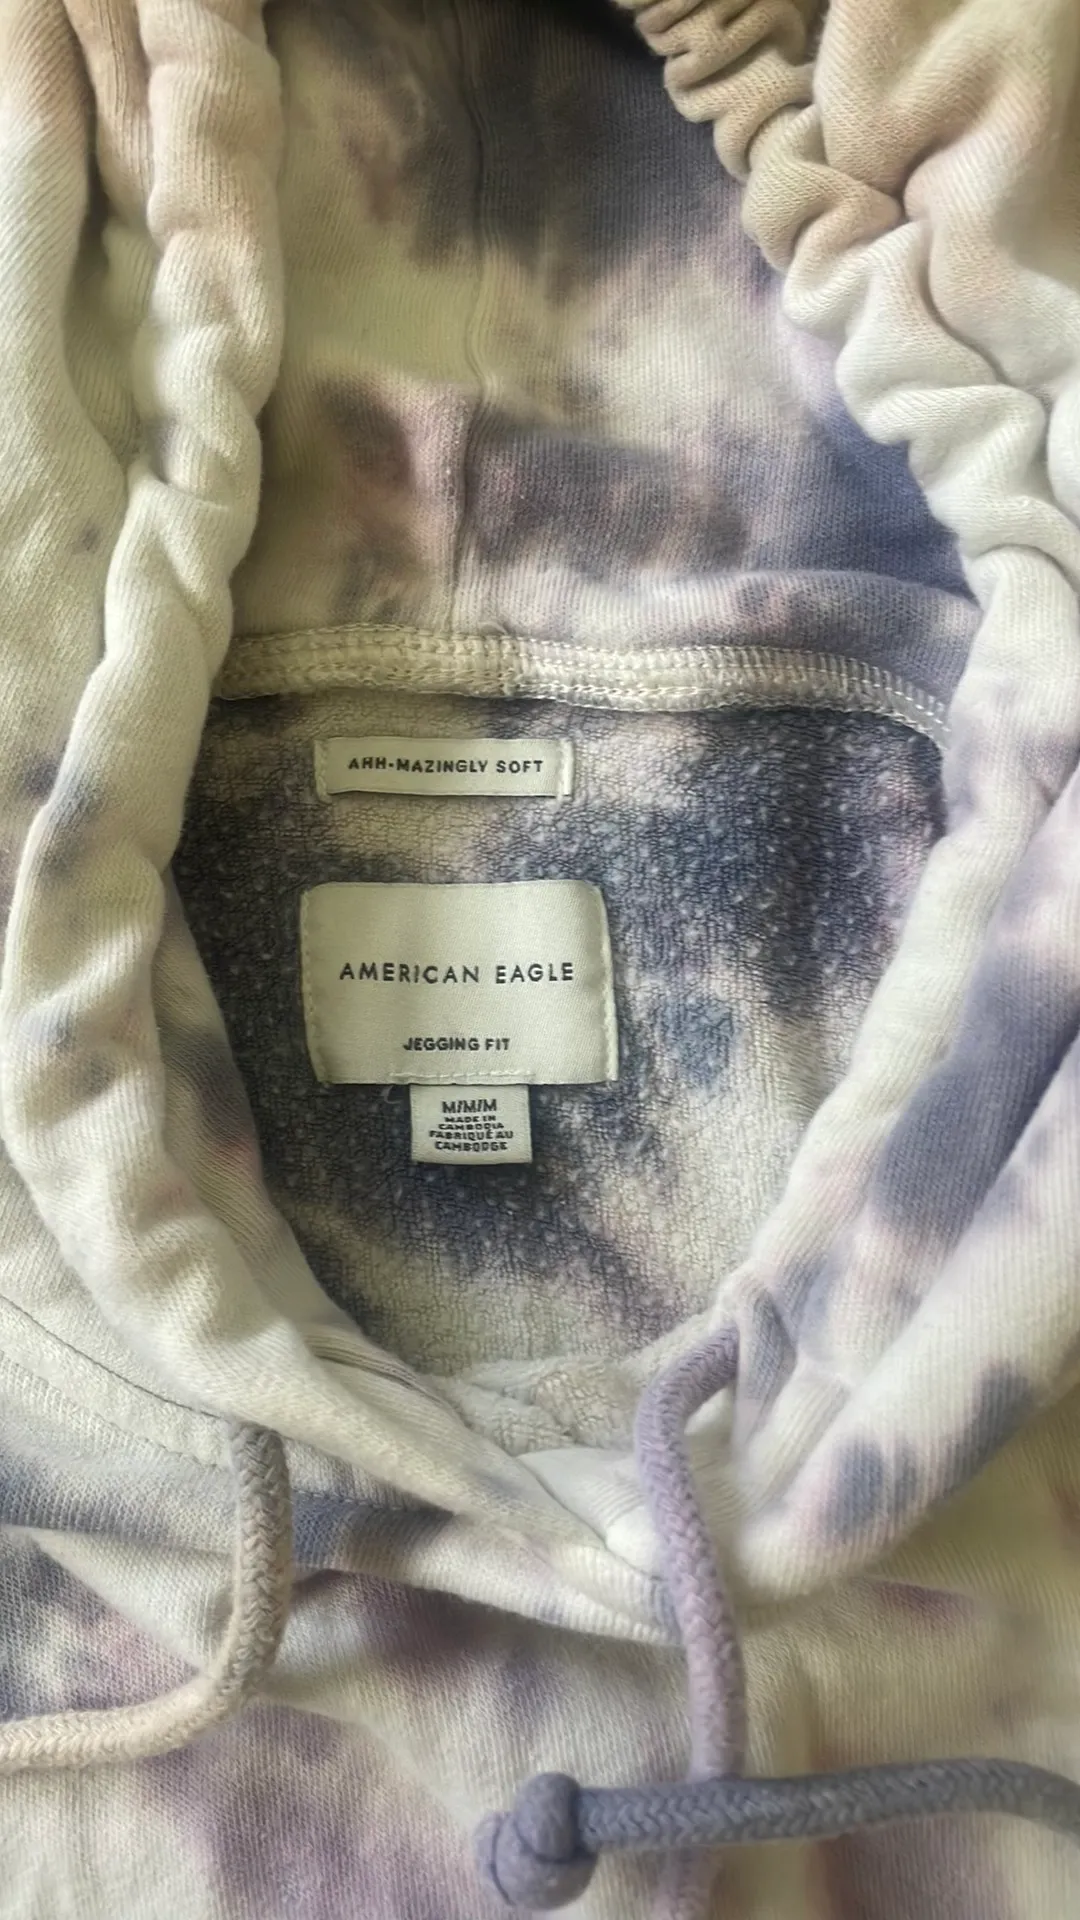 AHH-MAZINGLY SOFT
AMERICAN EAGLE
JEGGING FIT
M/M/M
MADE IN
CAMBODIA
FABRIQUÉ AU
CAMBODGE